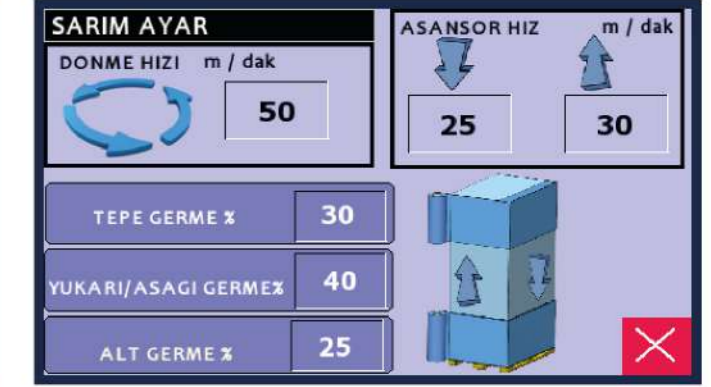 SARIM AYAR
DONME HIZI m / dak
50
ASANSOR HIZ m / dak
25 30
TEPE GERME % 30
YUKARI/ASAGI GERME% 40
ALT GERME % 25